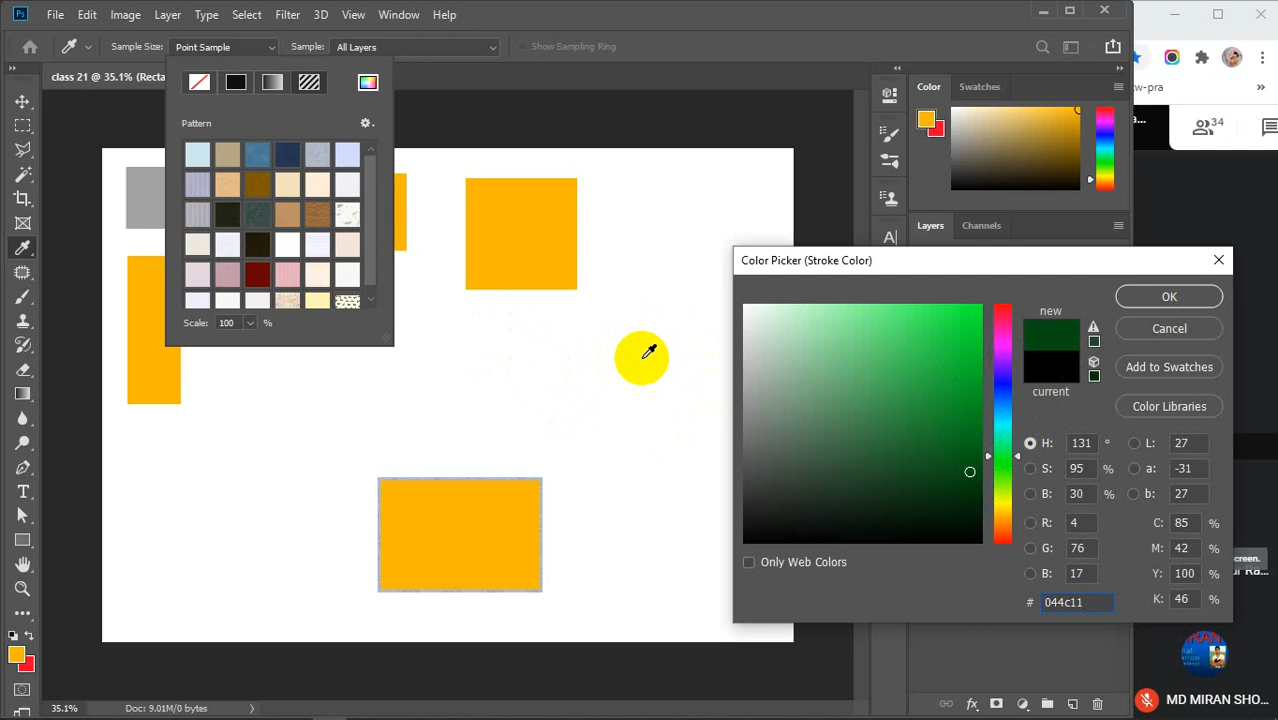 Ps File Edit Image Layer Type Select Filter 3D View Window Help
Sample Size: Point Sample Sample: All Layers Show Sampling Ring
class 21 @ 35.1% (Recta
Pattern
Scale: 100 %
Color Swatches
34
Layers Channels
A
Color Picker (Stroke Color)
new
current
OK
Cancel
Add to Swatches
Color Libraries
H: 131 °
S: 95 %
B: 30 %
R: 4
G: 76
B: 17
# 044c11
L: 27
a: -31
b: 27
C: 85 %
M: 42 %
Y: 100 %
K: 46 %
Only Web Colors
screen.
fx
35.1% Doc: 9.01M/0 bytes
MD MIRAN SHO...